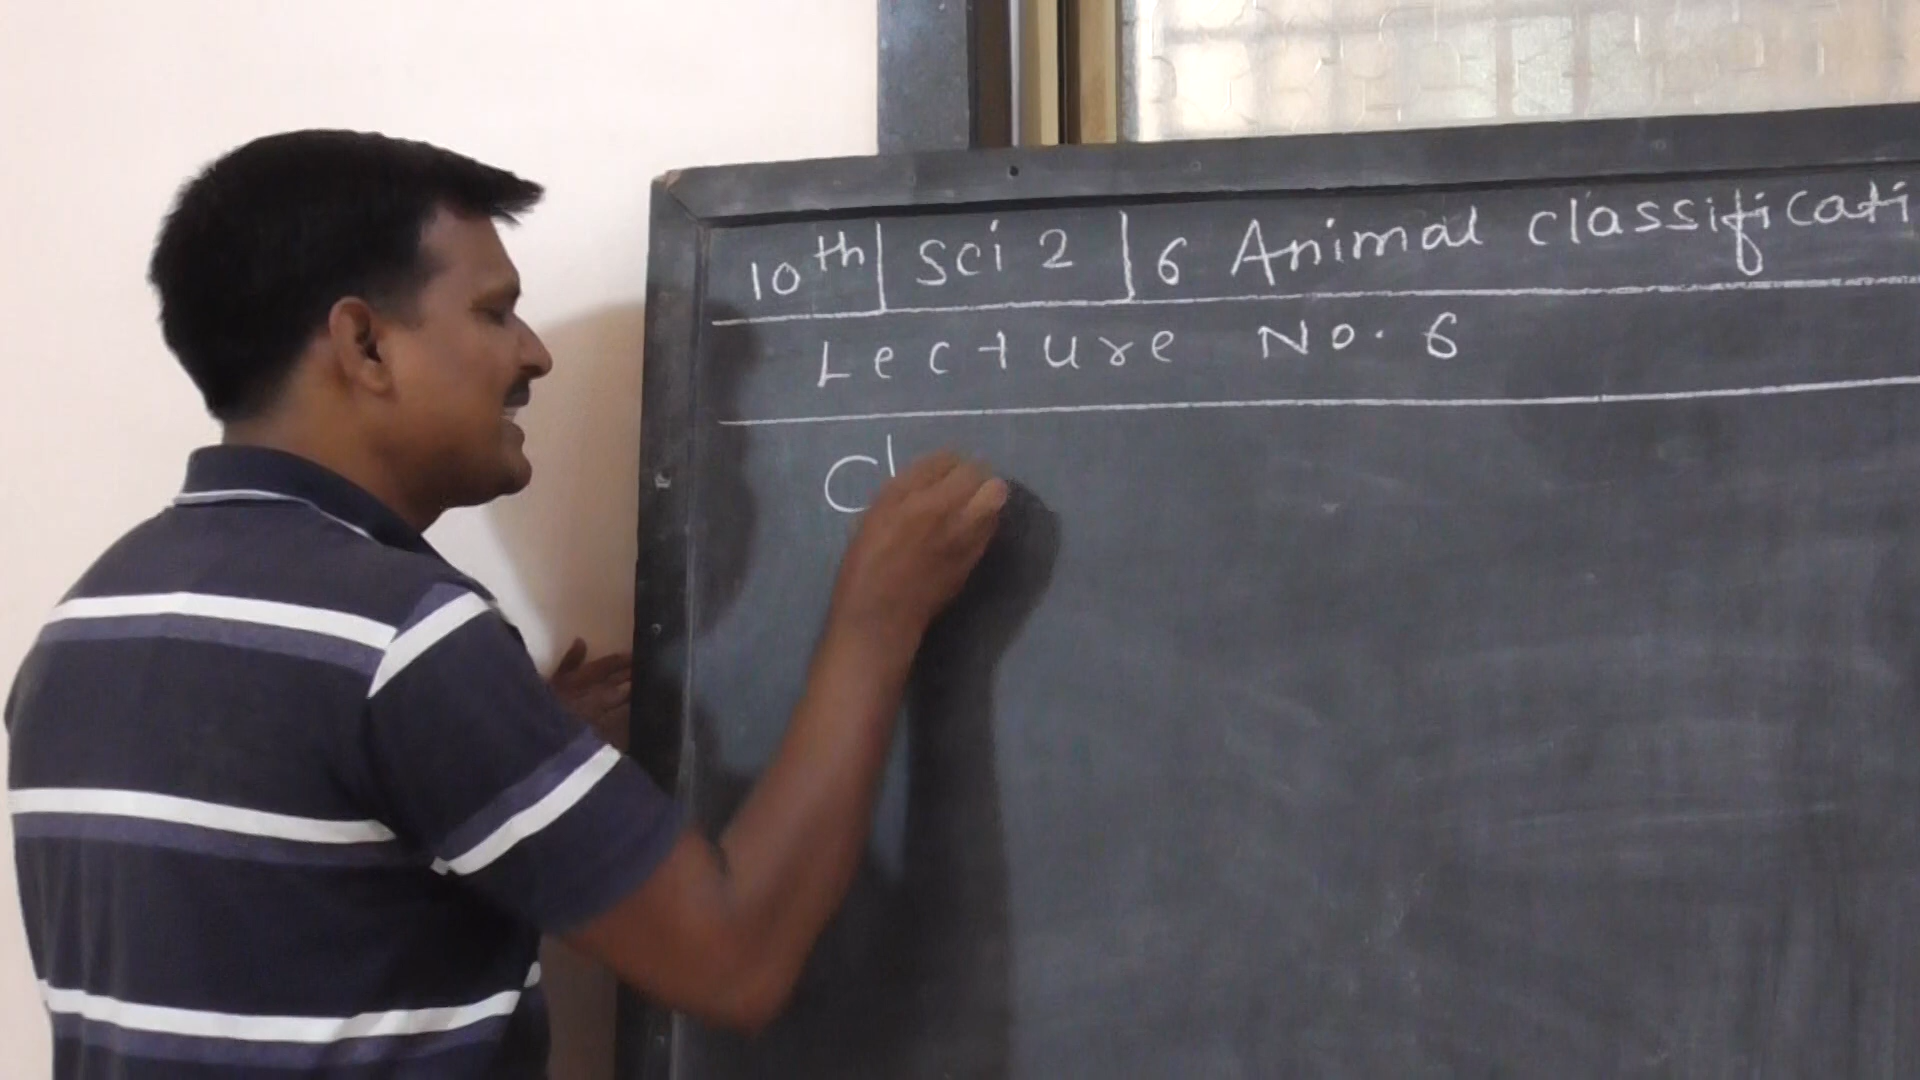 10th | Sci 2 | 6 Animal classificati
Lecture No. 6
Cl